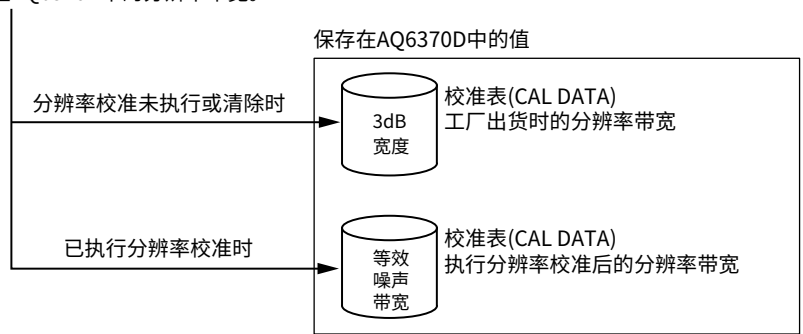 保存在AQ6370D中的值
分辨率校准未执行或清除时
3dB
宽度
校准表(CAL DATA)
工厂出货时的分辨率带宽
已执行分辨率校准时
等效
噪声
带宽
校准表(CAL DATA)
执行分辨率校准后的分辨率带宽